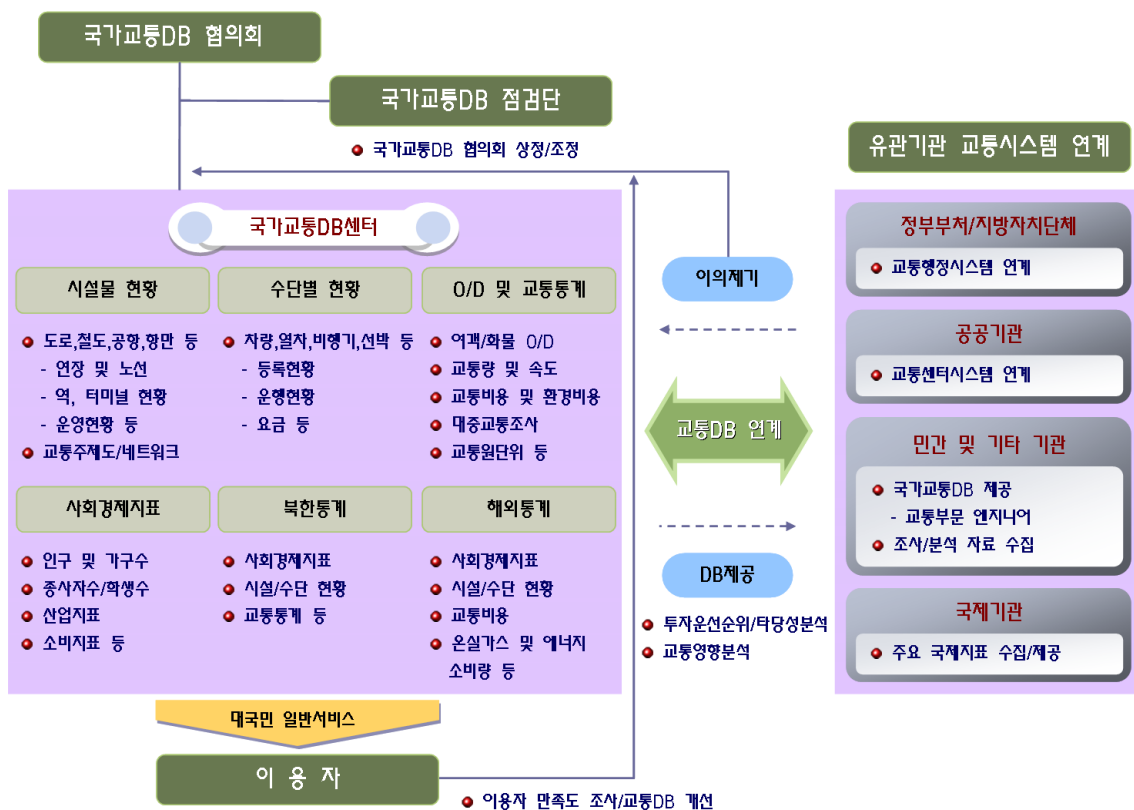 국가교통DB 협의회
국가교통DB 점검단
국가교통DB 협의회 상정/조정
국가교통DB센터
시설물 현황
도로,철도,공항,항만 등
- 연장 및 노선
- 역, 터미널 현황
- 운영현황 등
교통주제도/네트워크
수단별 현황
차량,열차,비행기,선박 등
- 등록현황
- 운행현황
- 요금 등
O/D 및 교통통계
여객/화물 O/D
교통량 및 속도
교통비용 및 환경비용
대중교통조사
교통원단위 등
사회경제지표
인구 및 가구수
종사자수/학생수
산업지표
소비지표 등
북한통계
사회경제지표
시설/수단 현황
교통통계 등
해외통계
사회경제지표
시설/수단 현황
교통비용
온실가스 및 에너지
소비량 등
대국민 일반서비스
이 용 자
이용자 만족도 조사/교통DB 개선
이의제기
교통DB 연계
DB제공
투자운선순위/타당성분석
교통영향분석
유관기관 교통시스템 연계
정부부처/지방자치단체
교통행정시스템 연계
공공기관
교통센터시스템 연계
민간 및 기타 기관
국가교통DB 제공
- 교통부문 엔지니어
조사/분석 자료 수집
국제기관
주요 국제지표 수집/제공